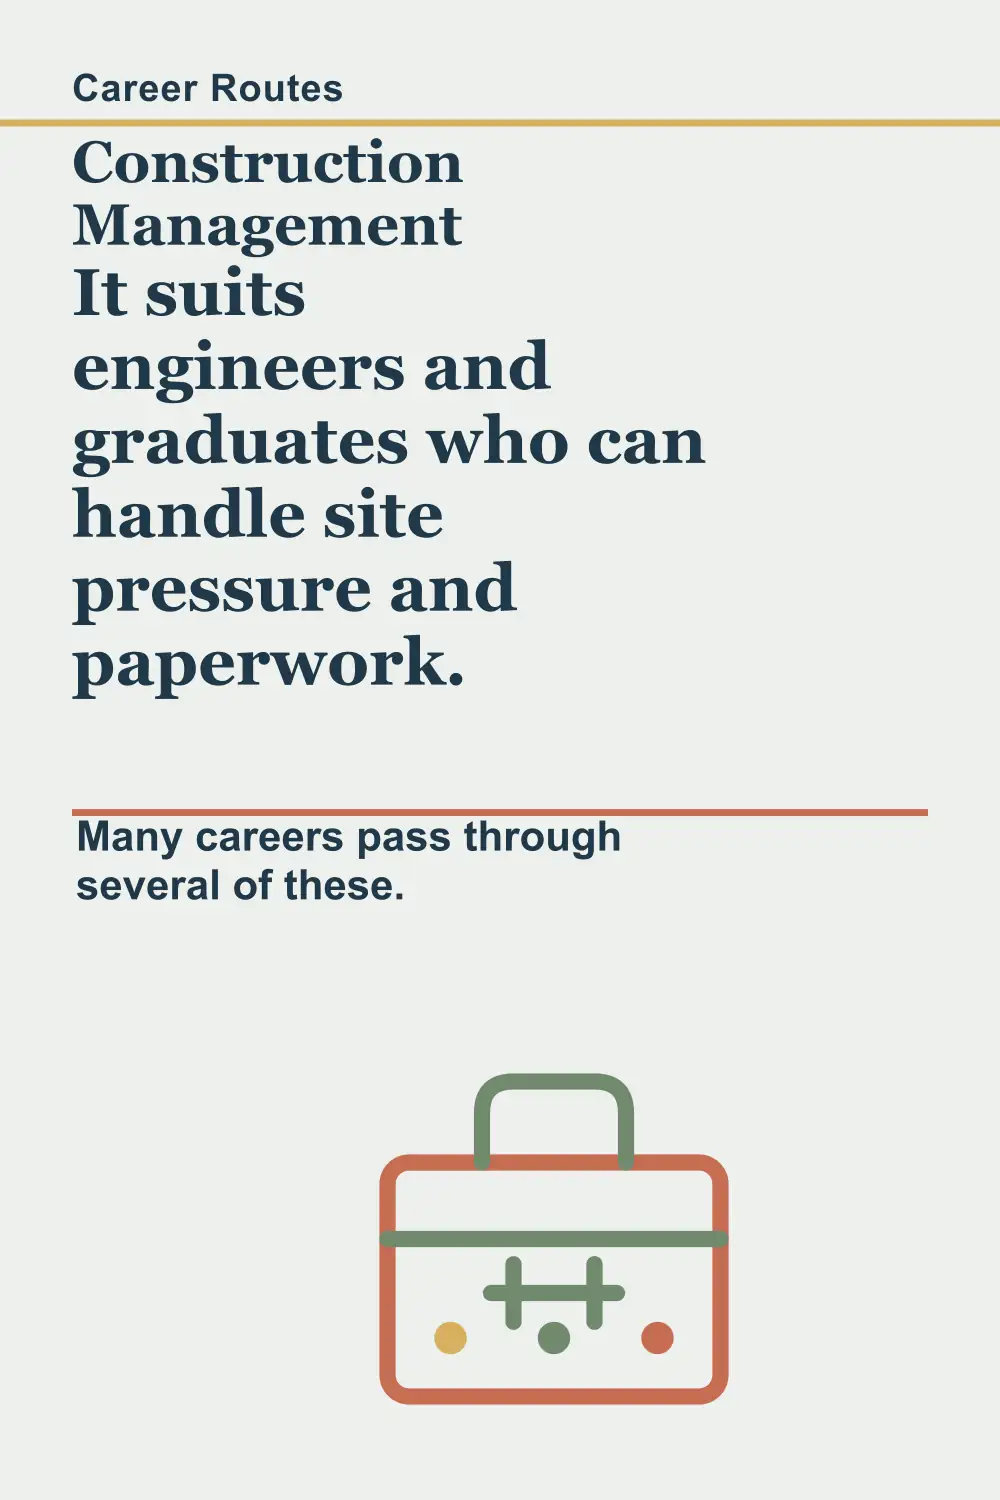 Career Routes
Construction
Management
It suits
engineers and
graduates who can
handle site
pressure and
paperwork.
Many careers pass through
several of these.